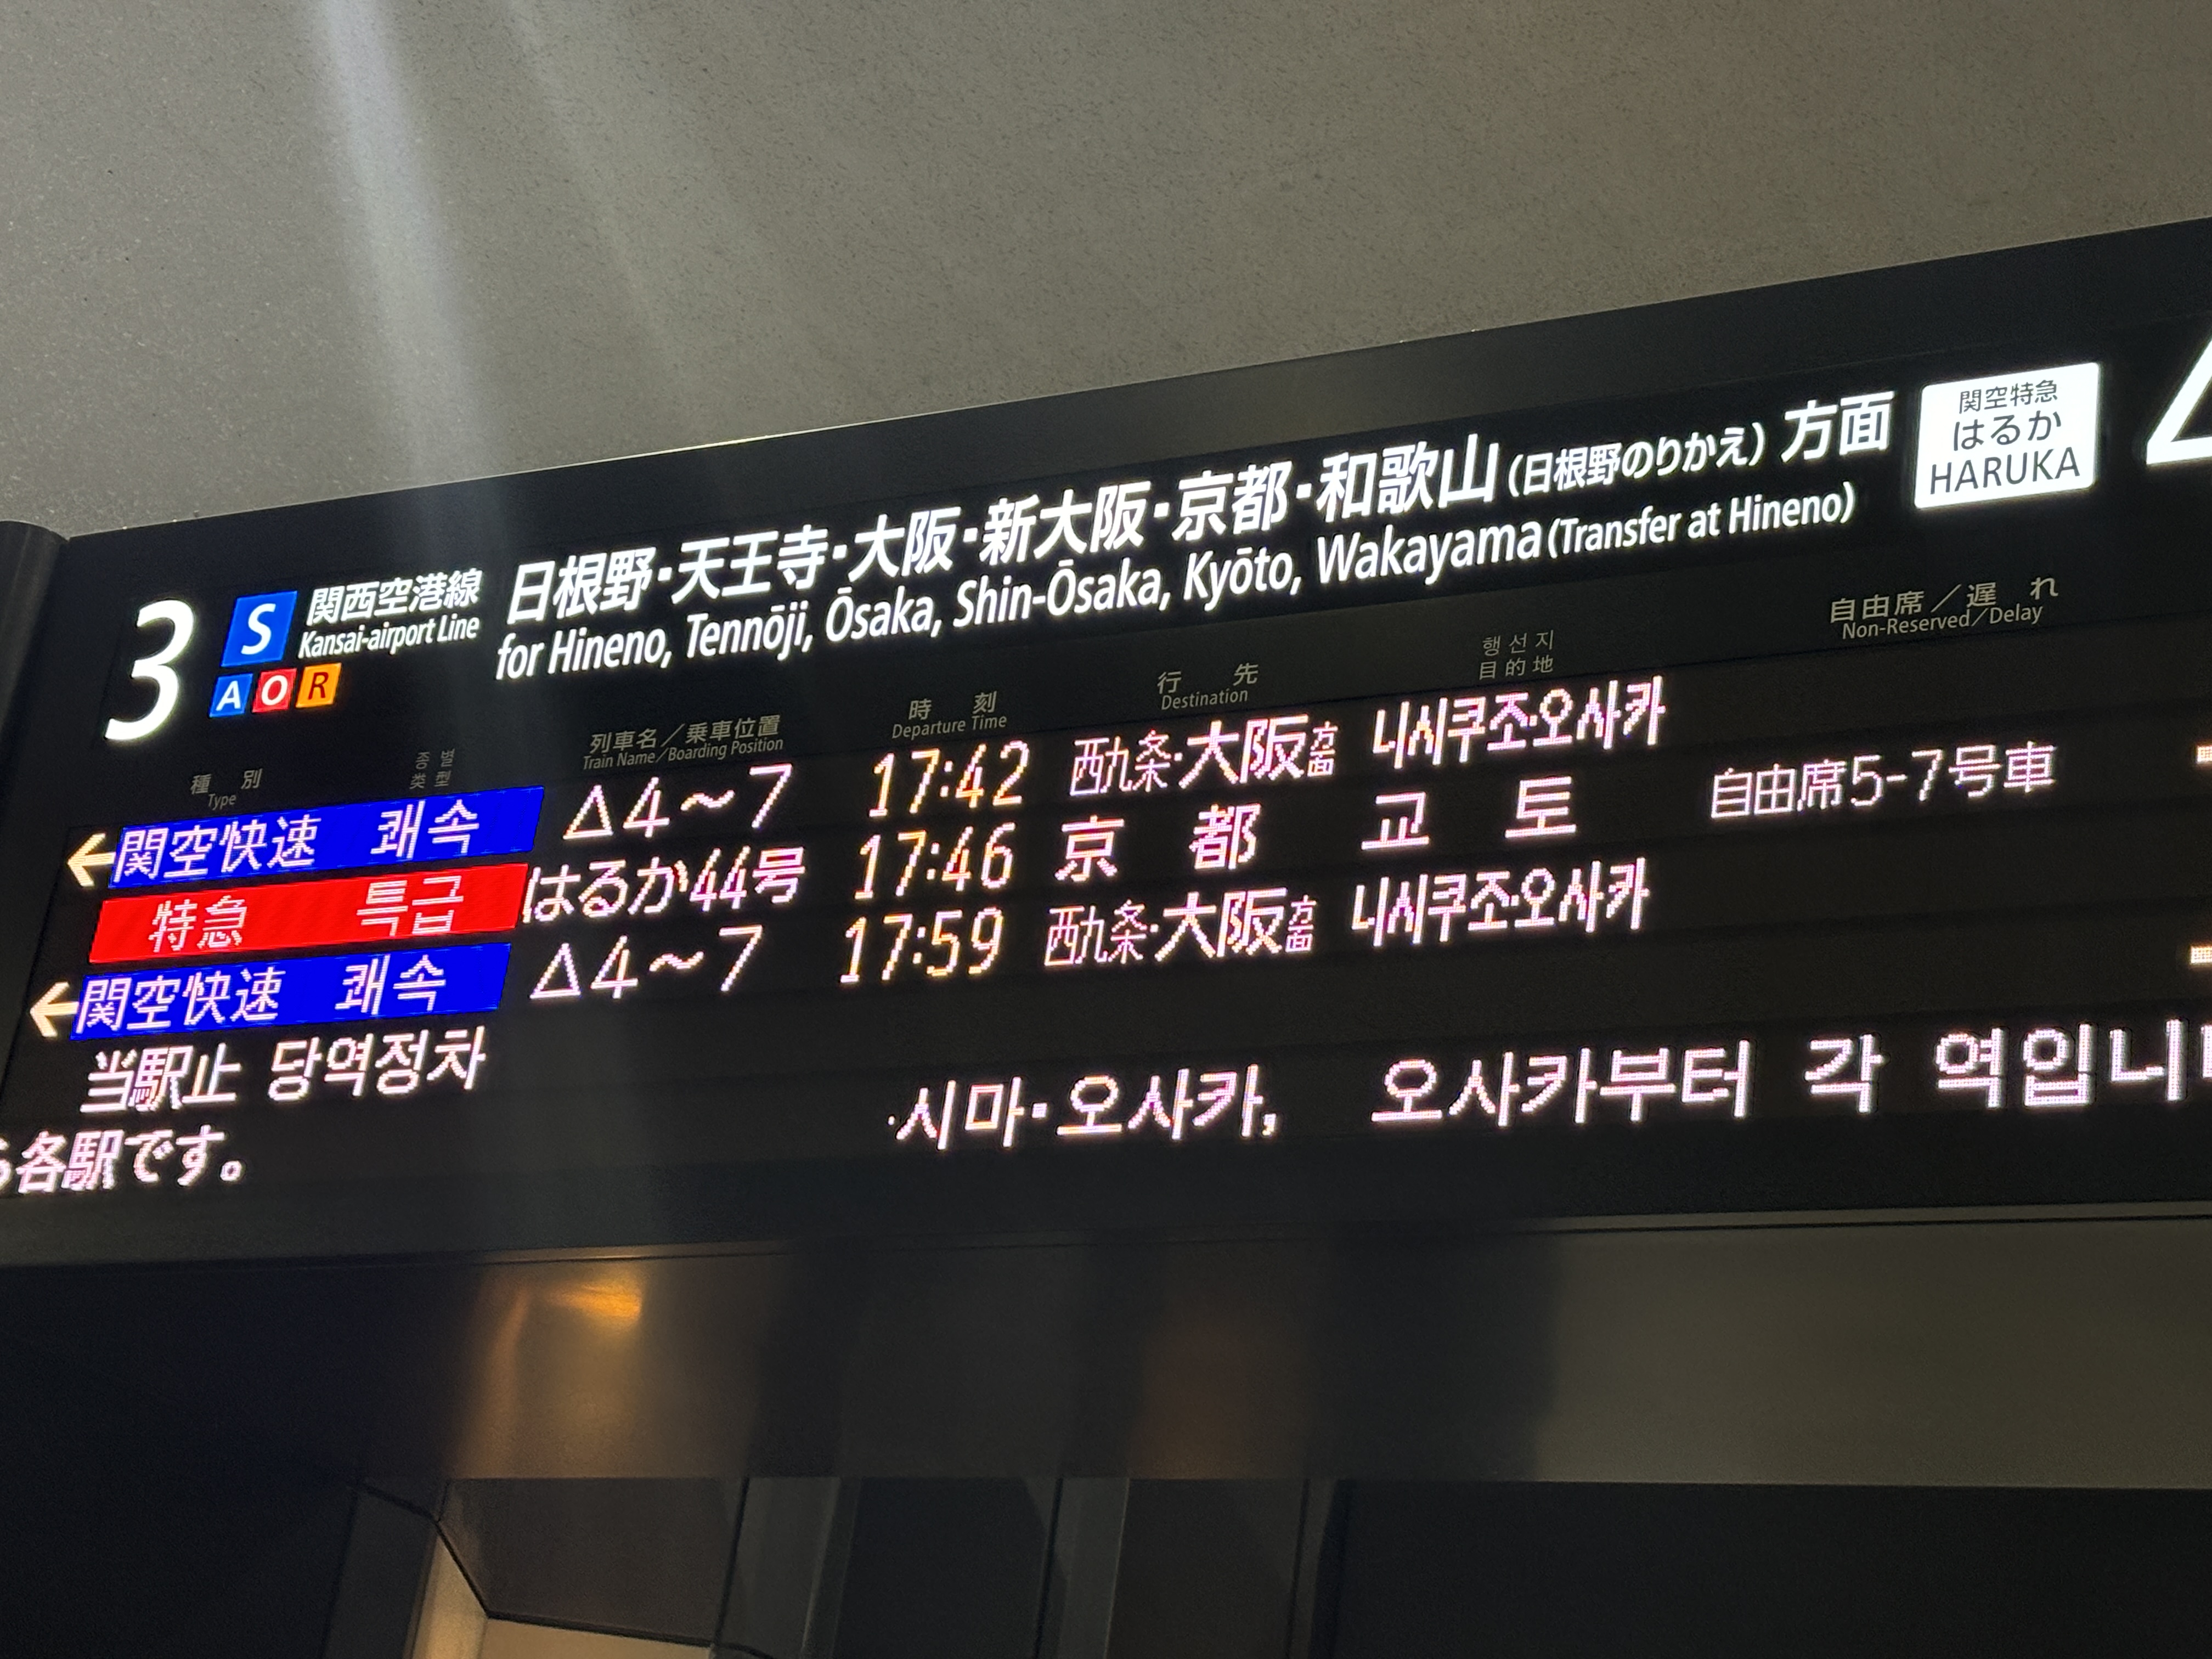 3 S 関西空港線 日根野・天王寺・大阪・新大阪・京都・和歌山(日根野のりかえ)方面 関空特急
はるか
HARUKA
Kansai-airport Line for Hineno, Tennōji, Ōsaka, Shin-Ōsaka, Kyōto, Wakayama (Transfer at Hineno)
A O R
種別 종별 列車名/乗車位置 時刻 行先 행선지 自由席/遅れ
Type 类型 Train Name/Boarding Position Departure Time Destination 目的地 Non-Reserved/Delay
←関空快速 쾌속 △4~7 17:42 西九条・大阪方面 니시쿠조·오사카
特急 특급 はるか44号 17:46 京都 교토 自由席5-7号車
←関空快速 쾌속 △4~7 17:59 西九条・大阪方面 니시쿠조·오사카
当駅止 당역정차
各駅です。 시마·오사카, 오사카부터 각 역입니